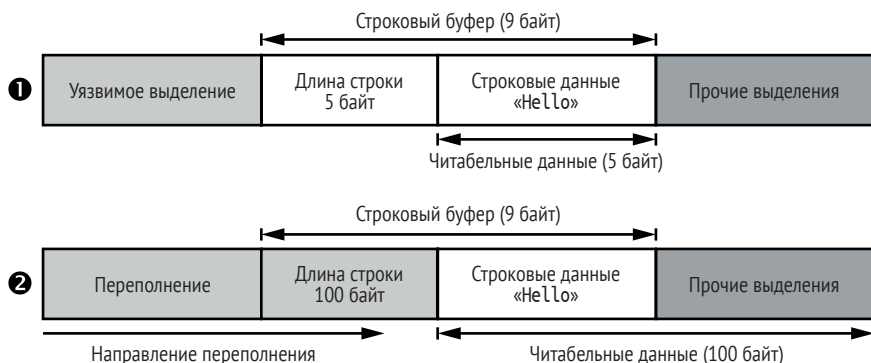 Строковый буфер (9 байт)
❶
Уязвимое выделение
Длина строки
5 байт
Строковые данные
«Hello»
Прочие выделения
Читабельные данные (5 байт)
Строковый буфер (9 байт)
❷
Переполнение
Длина строки
100 байт
Строковые данные
«Hello»
Прочие выделения
Направление переполнения
Читабельные данные (100 байт)